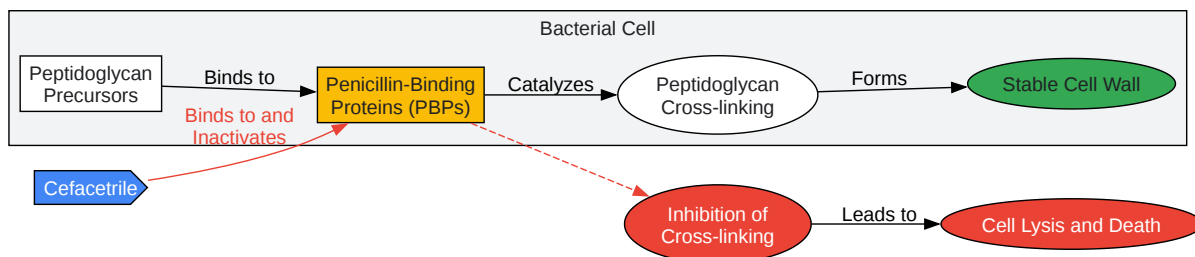 Bacterial Cell
Peptidoglycan
Precursors
Binds to
Penicillin-Binding
Proteins (PBPs)
Catalyzes
Peptidoglycan
Cross-linking
Forms
Stable Cell Wall
Binds to and
Inactivates
Cefacetrile
Inhibition of
Cross-linking
Leads to
Cell Lysis and Death